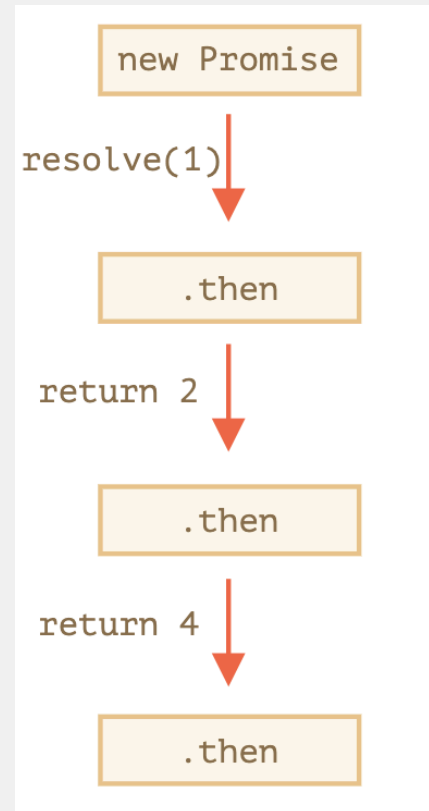 new Promise
resolve(1)
.then
return 2
.then
return 4
.then